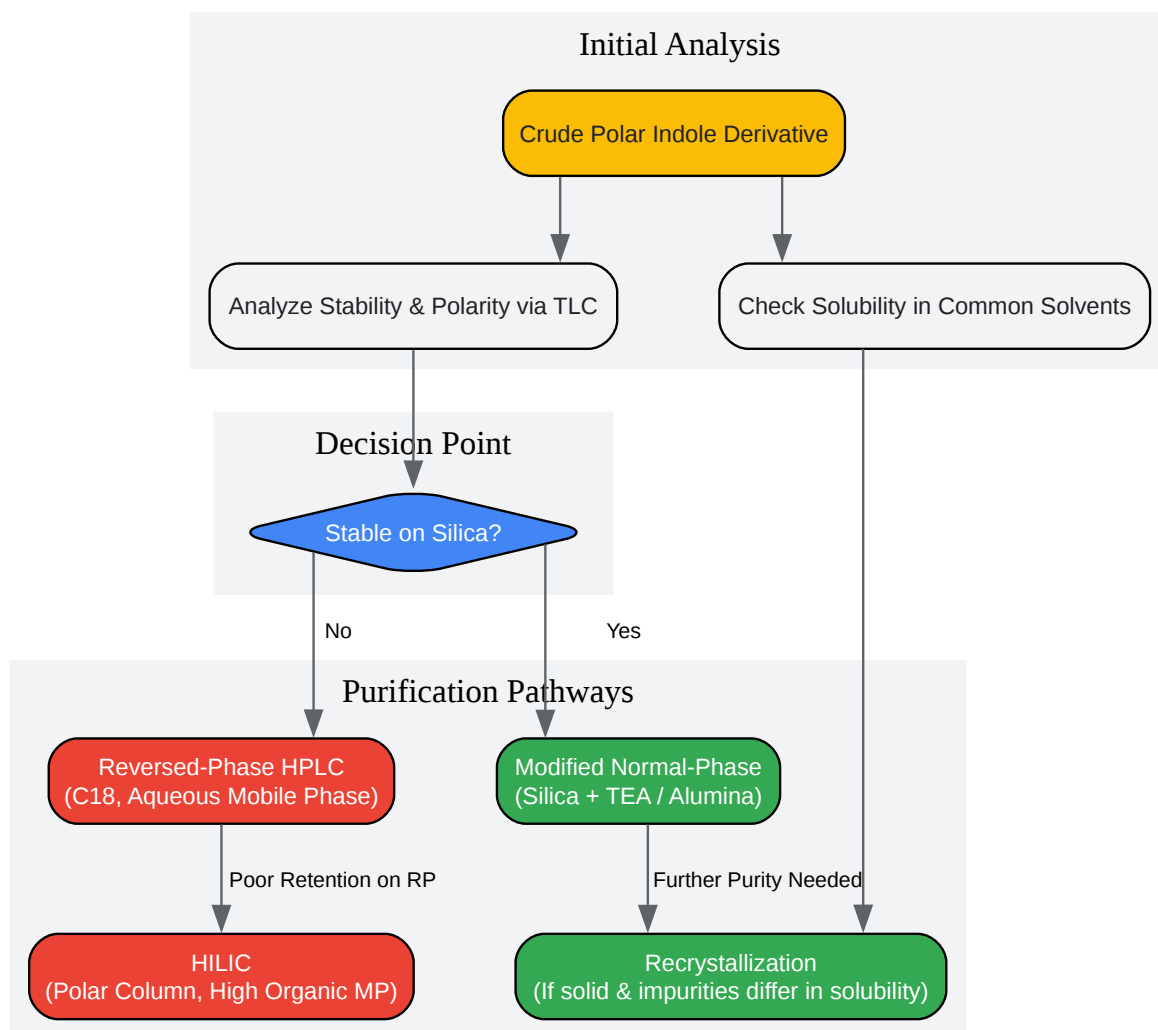 Initial Analysis
Crude Polar Indole Derivative
Analyze Stability & Polarity via TLC
Check Solubility in Common Solvents
Decision Point
Stable on Silica?
No
Yes
Purification Pathways
Reversed-Phase HPLC
(C18, Aqueous Mobile Phase)
Modified Normal-Phase
(Silica + TEA / Alumina)
Poor Retention on RP
Further Purity Needed
HILIC
(Polar Column, High Organic MP)
Recrystallization
(If solid & impurities differ in solubility)